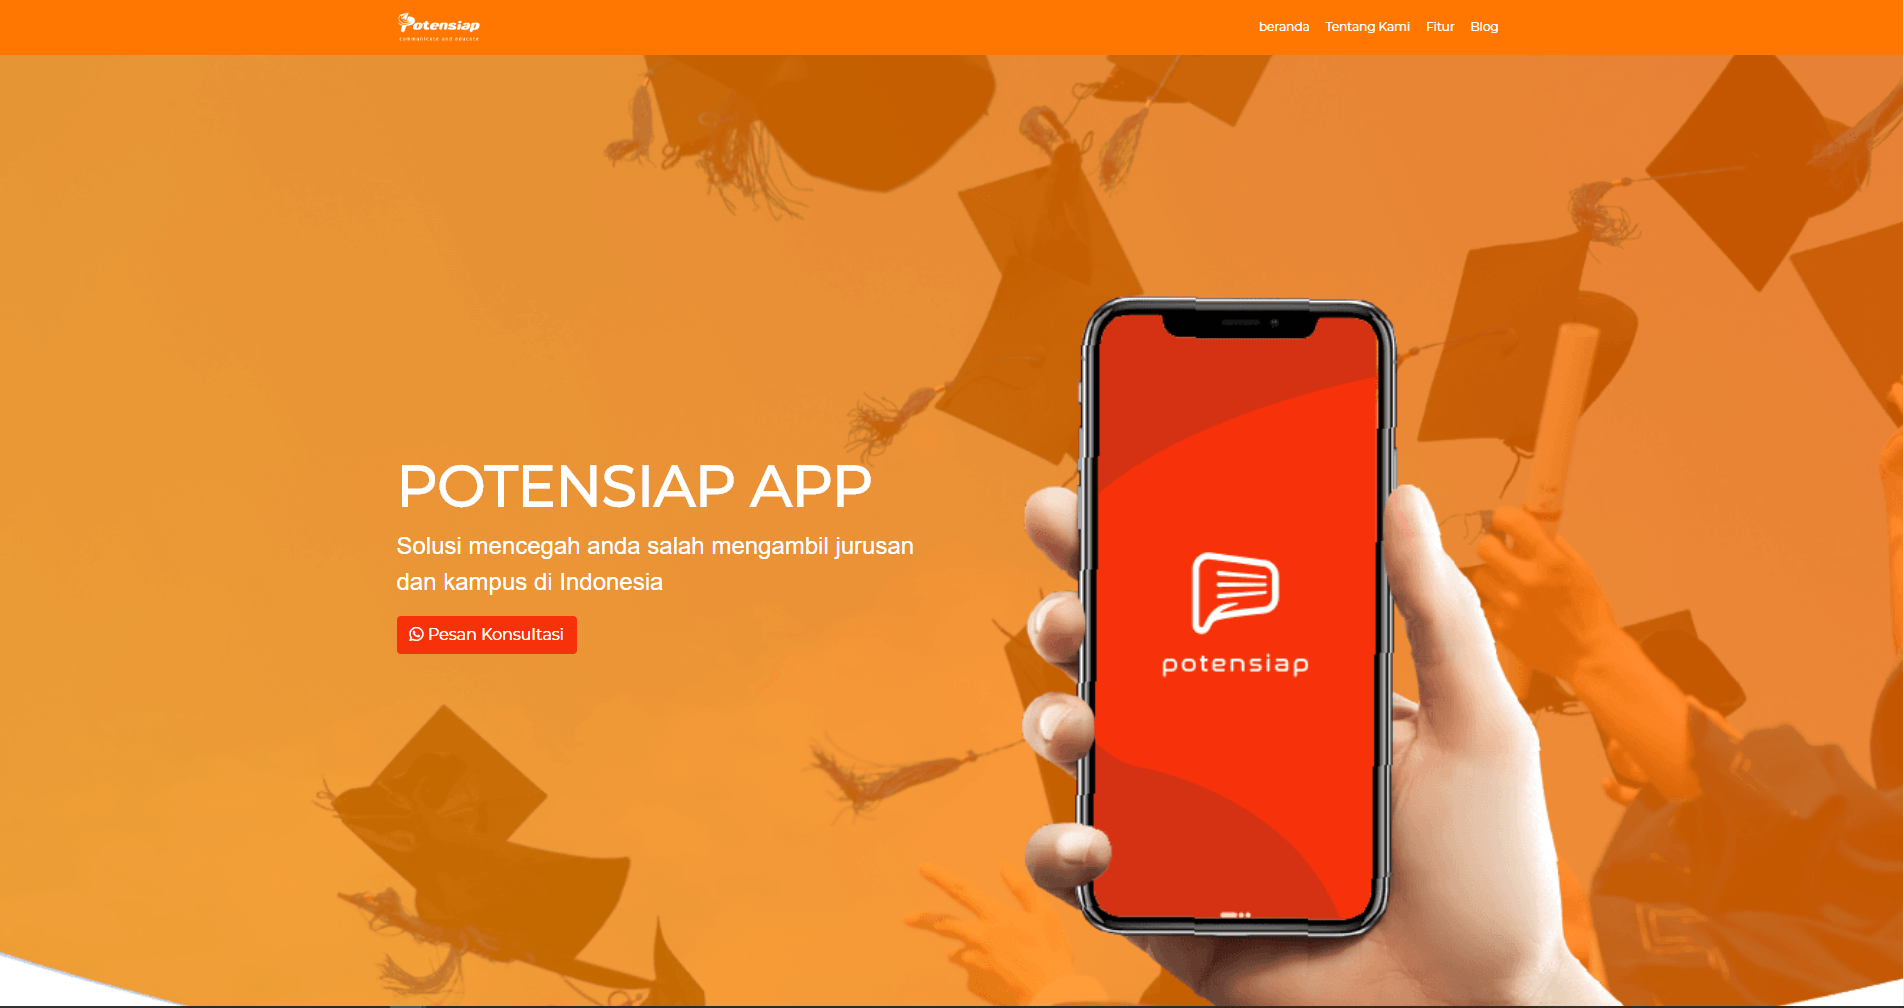 Potensiap
communicate and educate
beranda Tentang Kami Fitur Blog
POTENSIAP APP
Solusi mencegah anda salah mengambil jurusan
dan kampus di Indonesia
Pesan Konsultasi
potensiap